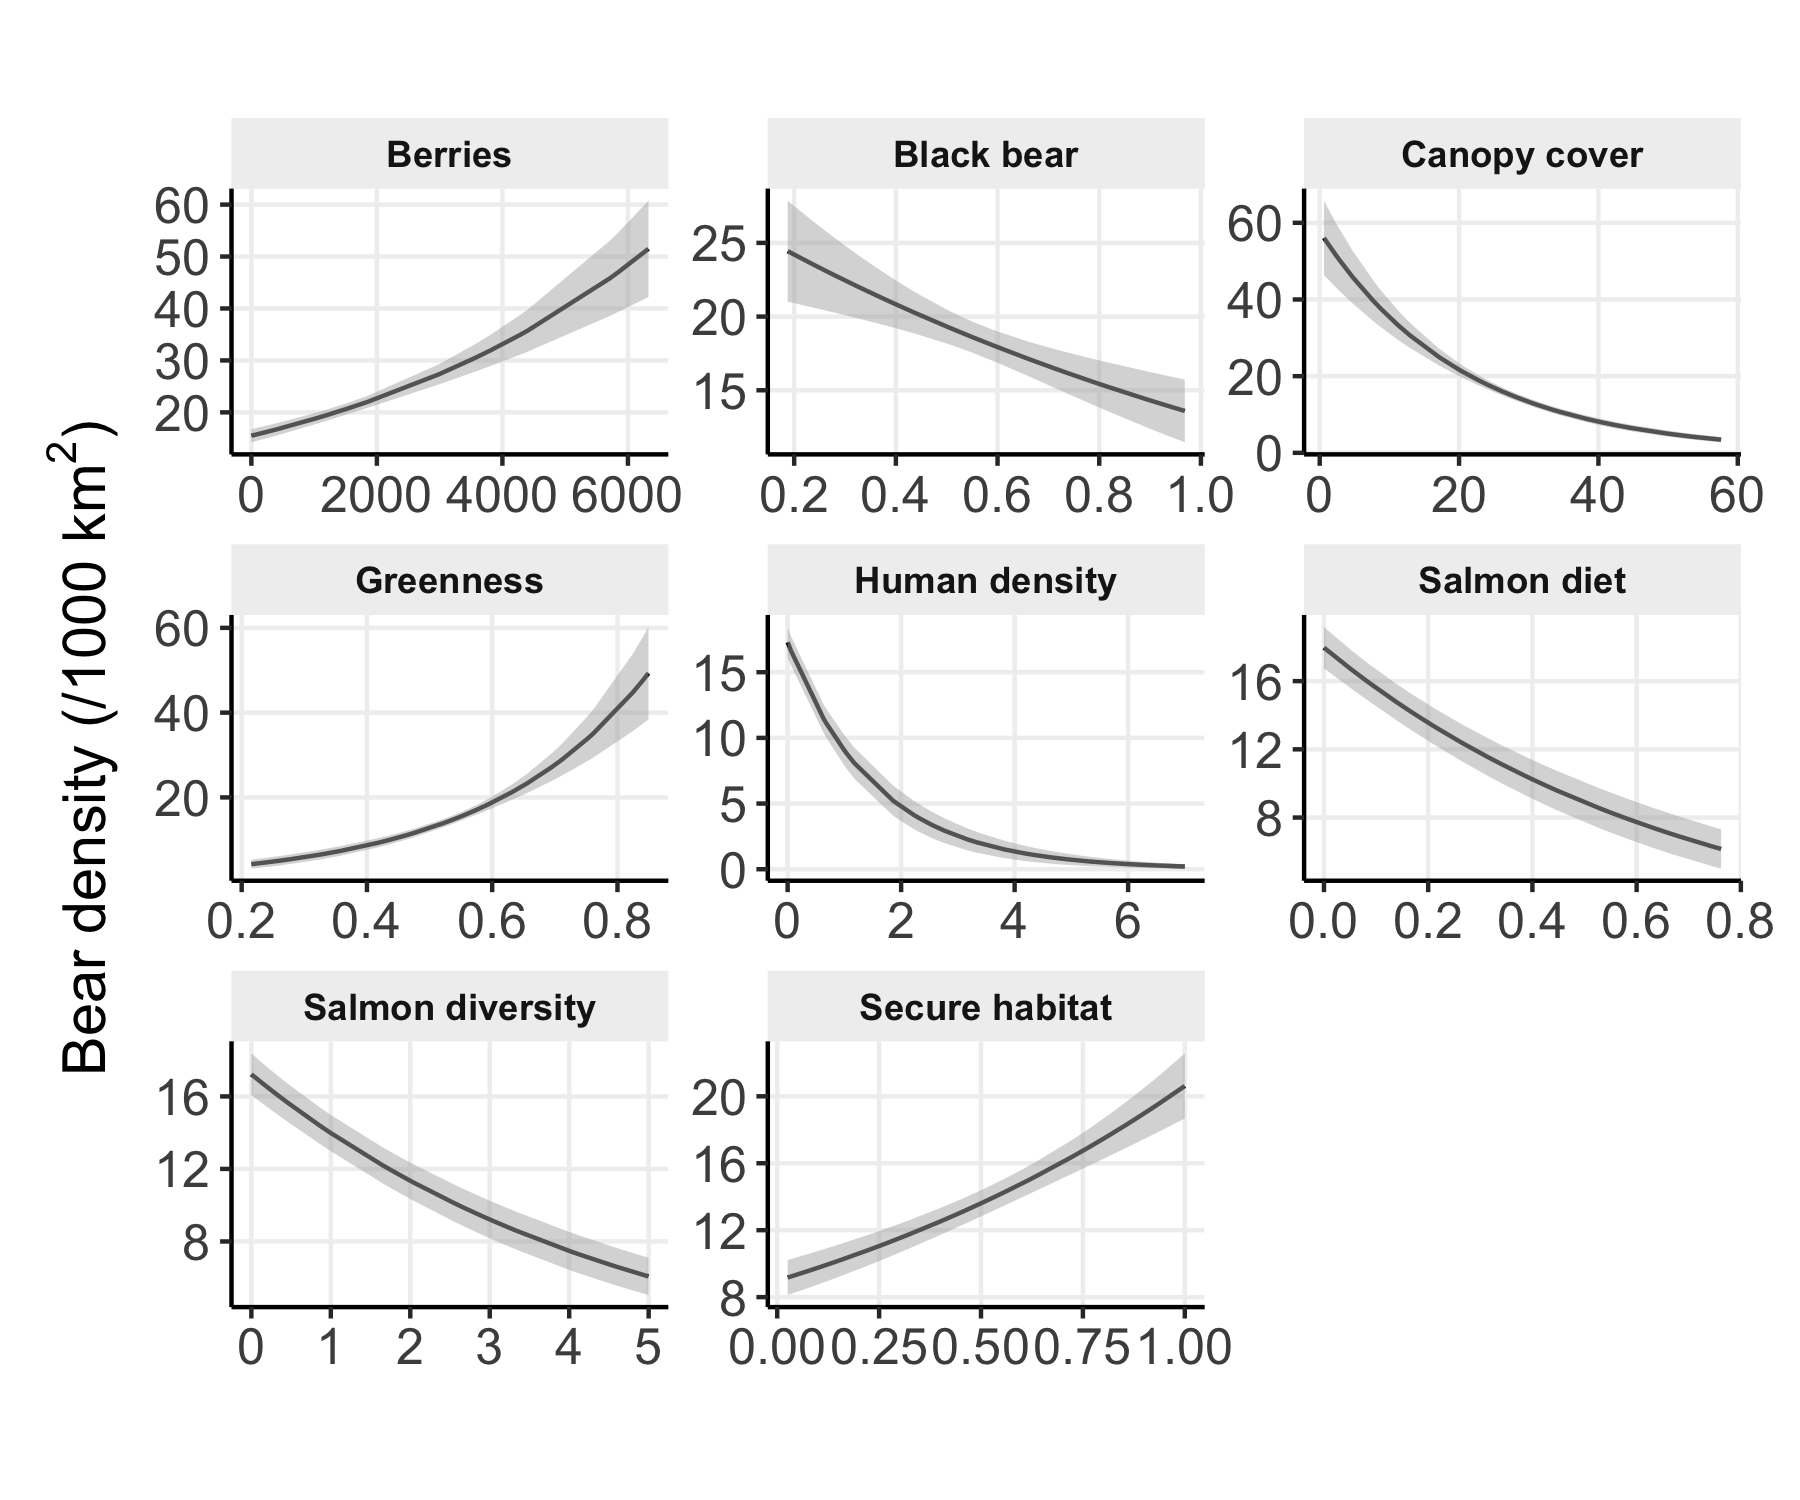 Bear density (/1000 km²)
Berries
60
50
40
30
20
0 2000 4000 6000
Black bear
25
20
15
0.2 0.4 0.6 0.8 1.0
Canopy cover
60
40
20
0
0 20 40 60
Greenness
60
40
20
0.2 0.4 0.6 0.8
Human density
15
10
5
0
0 2 4 6
Salmon diet
16
12
8
0.0 0.2 0.4 0.6 0.8
Salmon diversity
16
12
8
0 1 2 3 4 5
Secure habitat
20
16
12
8
0.00 0.25 0.50 0.75 1.00